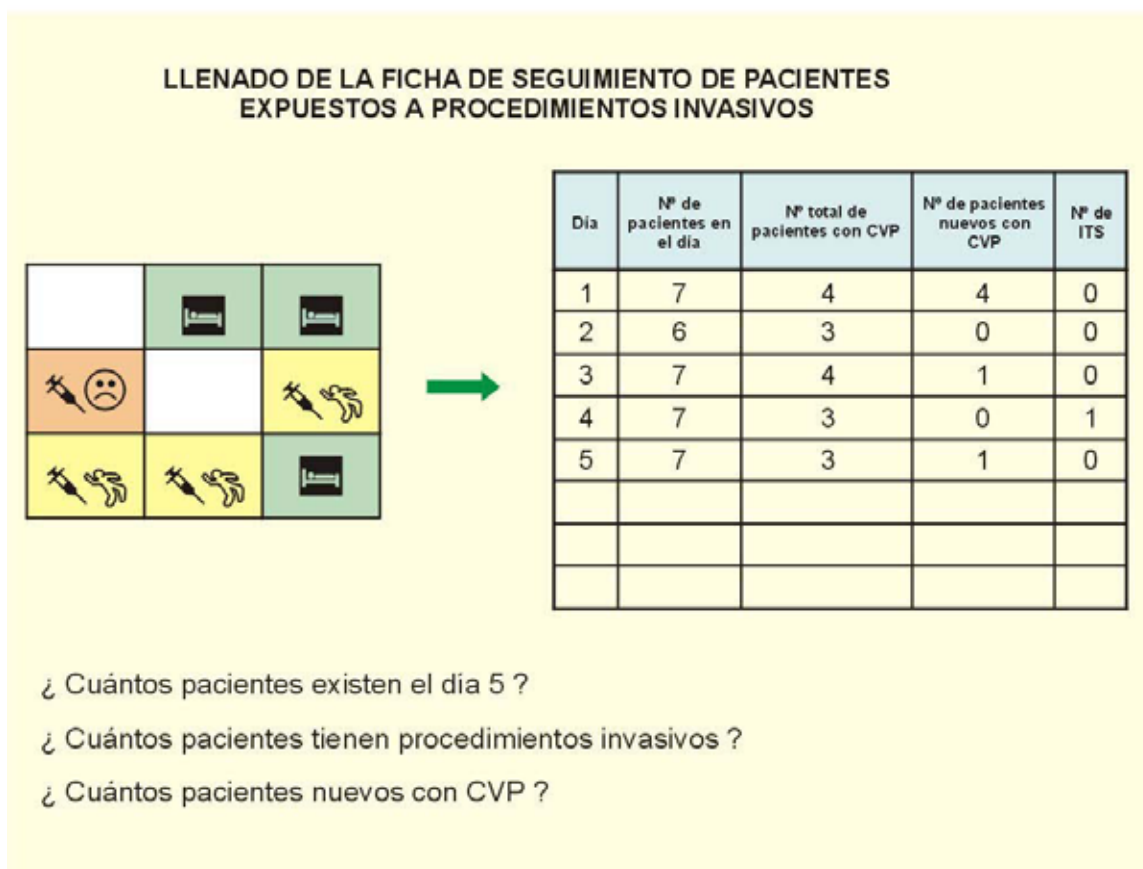 LLENADO DE LA FICHA DE SEGUIMIENTO DE PACIENTES
EXPUESTOS A PROCEDIMIENTOS INVASIVOS
Día | Nº de pacientes en el día | Nº total de pacientes con CVP | Nº de pacientes nuevos con CVP | Nº de ITS
1 | 7 | 4 | 4 | 0
2 | 6 | 3 | 0 | 0
3 | 7 | 4 | 1 | 0
4 | 7 | 3 | 0 | 1
5 | 7 | 3 | 1 | 0
¿ Cuántos pacientes existen el día 5 ?
¿ Cuántos pacientes tienen procedimientos invasivos ?
¿ Cuántos pacientes nuevos con CVP ?